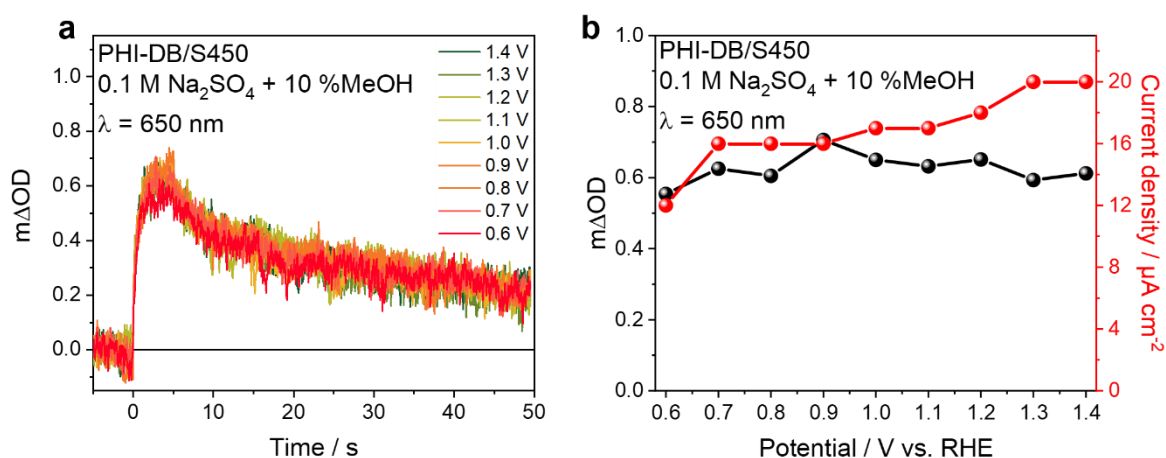 a
PHI-DB/S450
0.1 M Na₂SO₄ + 10 %MeOH
λ = 650 nm
1.4 V
1.3 V
1.2 V
1.1 V
1.0 V
0.9 V
0.8 V
0.7 V
0.6 V
1.0
0.8
0.6
0.4
0.2
0.0
m∆OD
0 10 20 30 40 50
Time / s
b
PHI-DB/S450
0.1 M Na₂SO₄ + 10 %MeOH
λ = 650 nm
1.0
0.8
0.6
0.4
0.2
0.0
m∆OD
20
16
12
8
4
0
Current density / µA cm⁻²
0.6 0.7 0.8 0.9 1.0 1.1 1.2 1.3 1.4
Potential / V vs. RHE